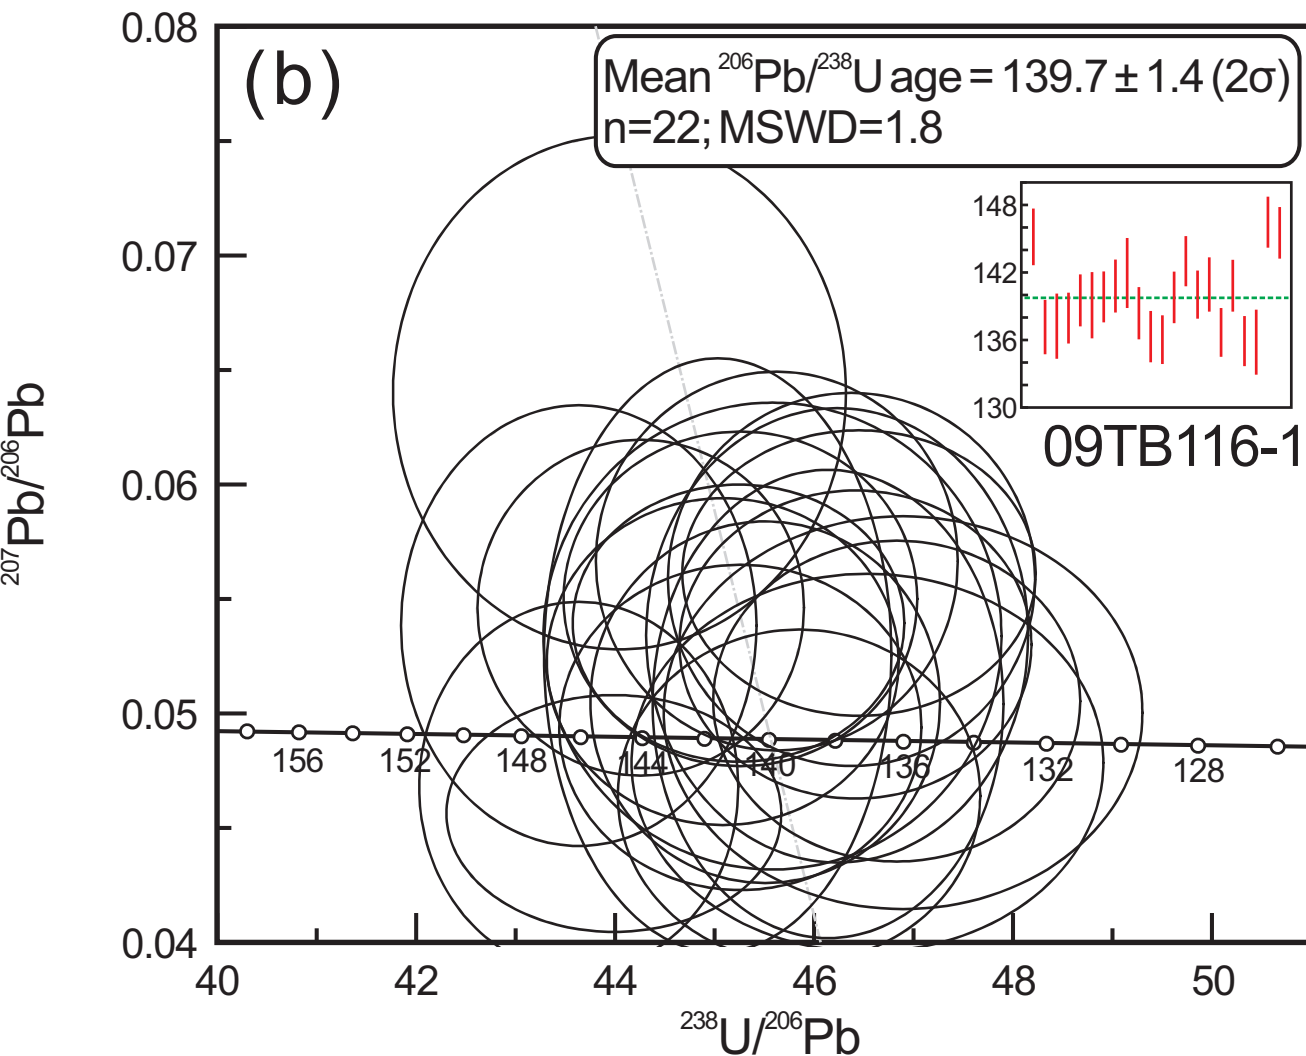 0.08
(b)
Mean ²⁰⁶Pb/²³⁸U age = 139.7 ± 1.4 (2σ)
n=22; MSWD=1.8
148
142
136
130
09TB116-1
0.07
0.06
0.05
0.04
²⁰⁷Pb/²⁰⁶Pb
156 152 148 144 140 136 132 128
40 42 44 46 48 50
²³⁸U/²⁰⁶Pb